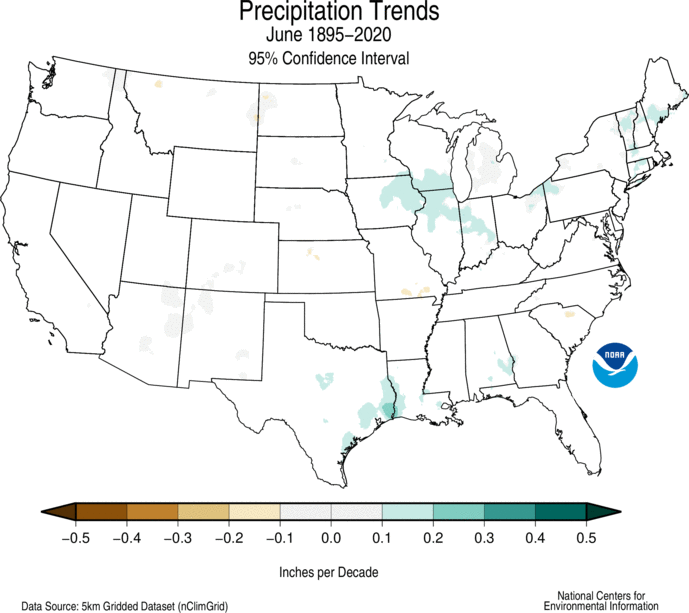 Precipitation Trends
June 1895–2020
95% Confidence Interval
NOAA
−0.5 −0.4 −0.3 −0.2 −0.1 0.0 0.1 0.2 0.3 0.4 0.5
Inches per Decade
Data Source: 5km Gridded Dataset (nClimGrid)
National Centers for
Environmental Information